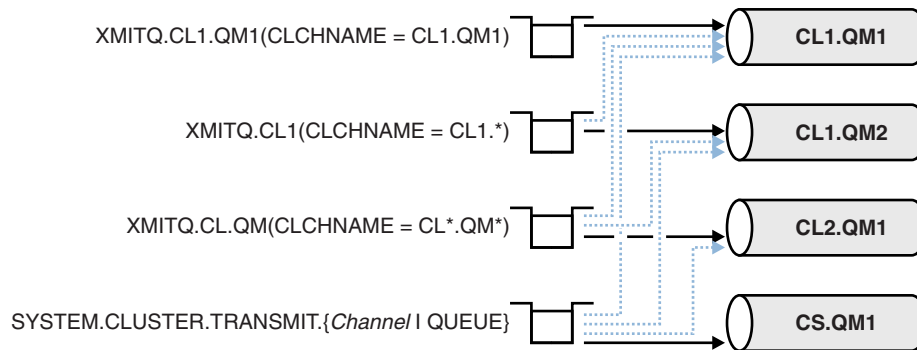 XMITQ.CL1.QM1(CLCHNAME = CL1.QM1)
CL1.QM1
XMITQ.CL1(CLCHNAME = CL1.*)
CL1.QM2
XMITQ.CL.QM(CLCHNAME = CL*.QM*)
CL2.QM1
SYSTEM.CLUSTER.TRANSMIT.{Channel | QUEUE}
CS.QM1